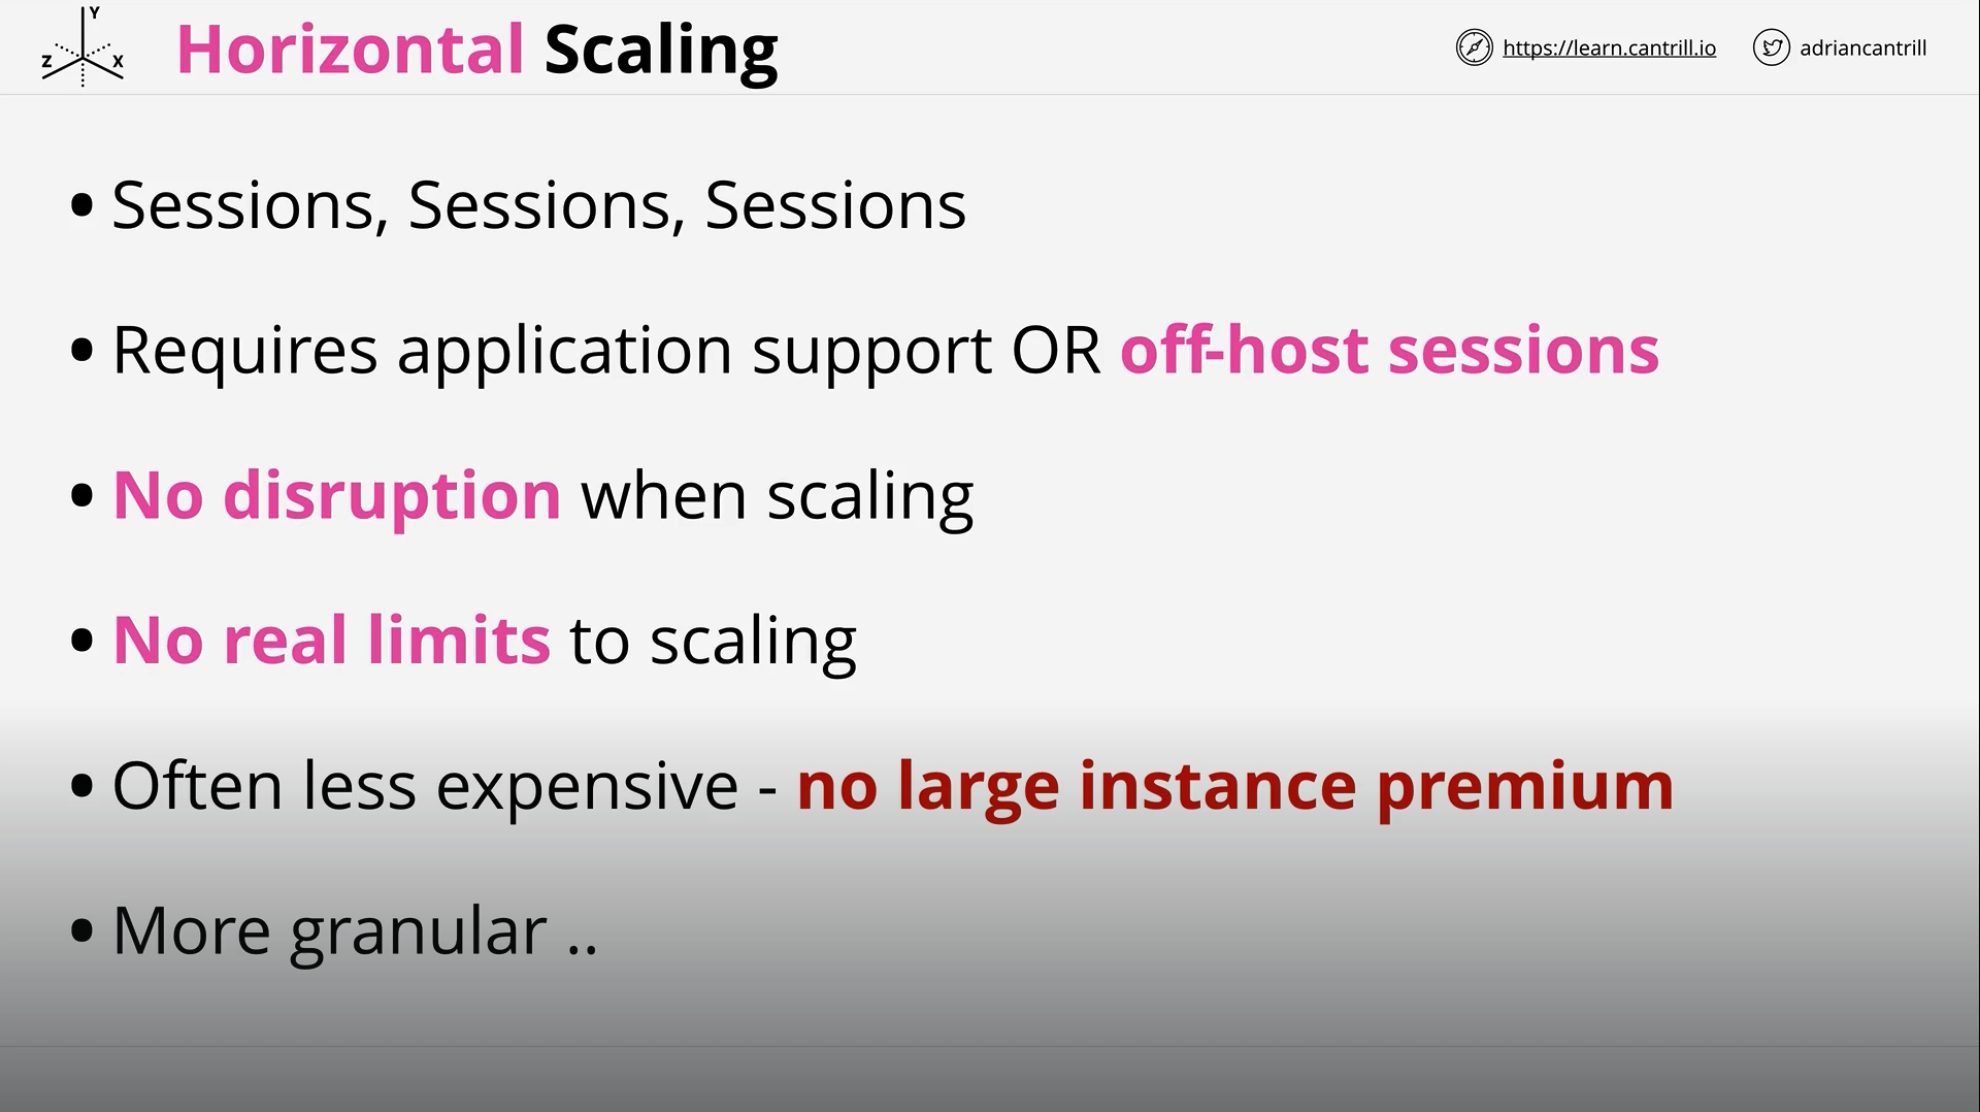 Y
Z
X
Horizontal Scaling
https://learn.cantrill.io
adriancantrill
• Sessions, Sessions, Sessions
• Requires application support OR off-host sessions
• No disruption when scaling
• No real limits to scaling
• Often less expensive - no large instance premium
• More granular ..